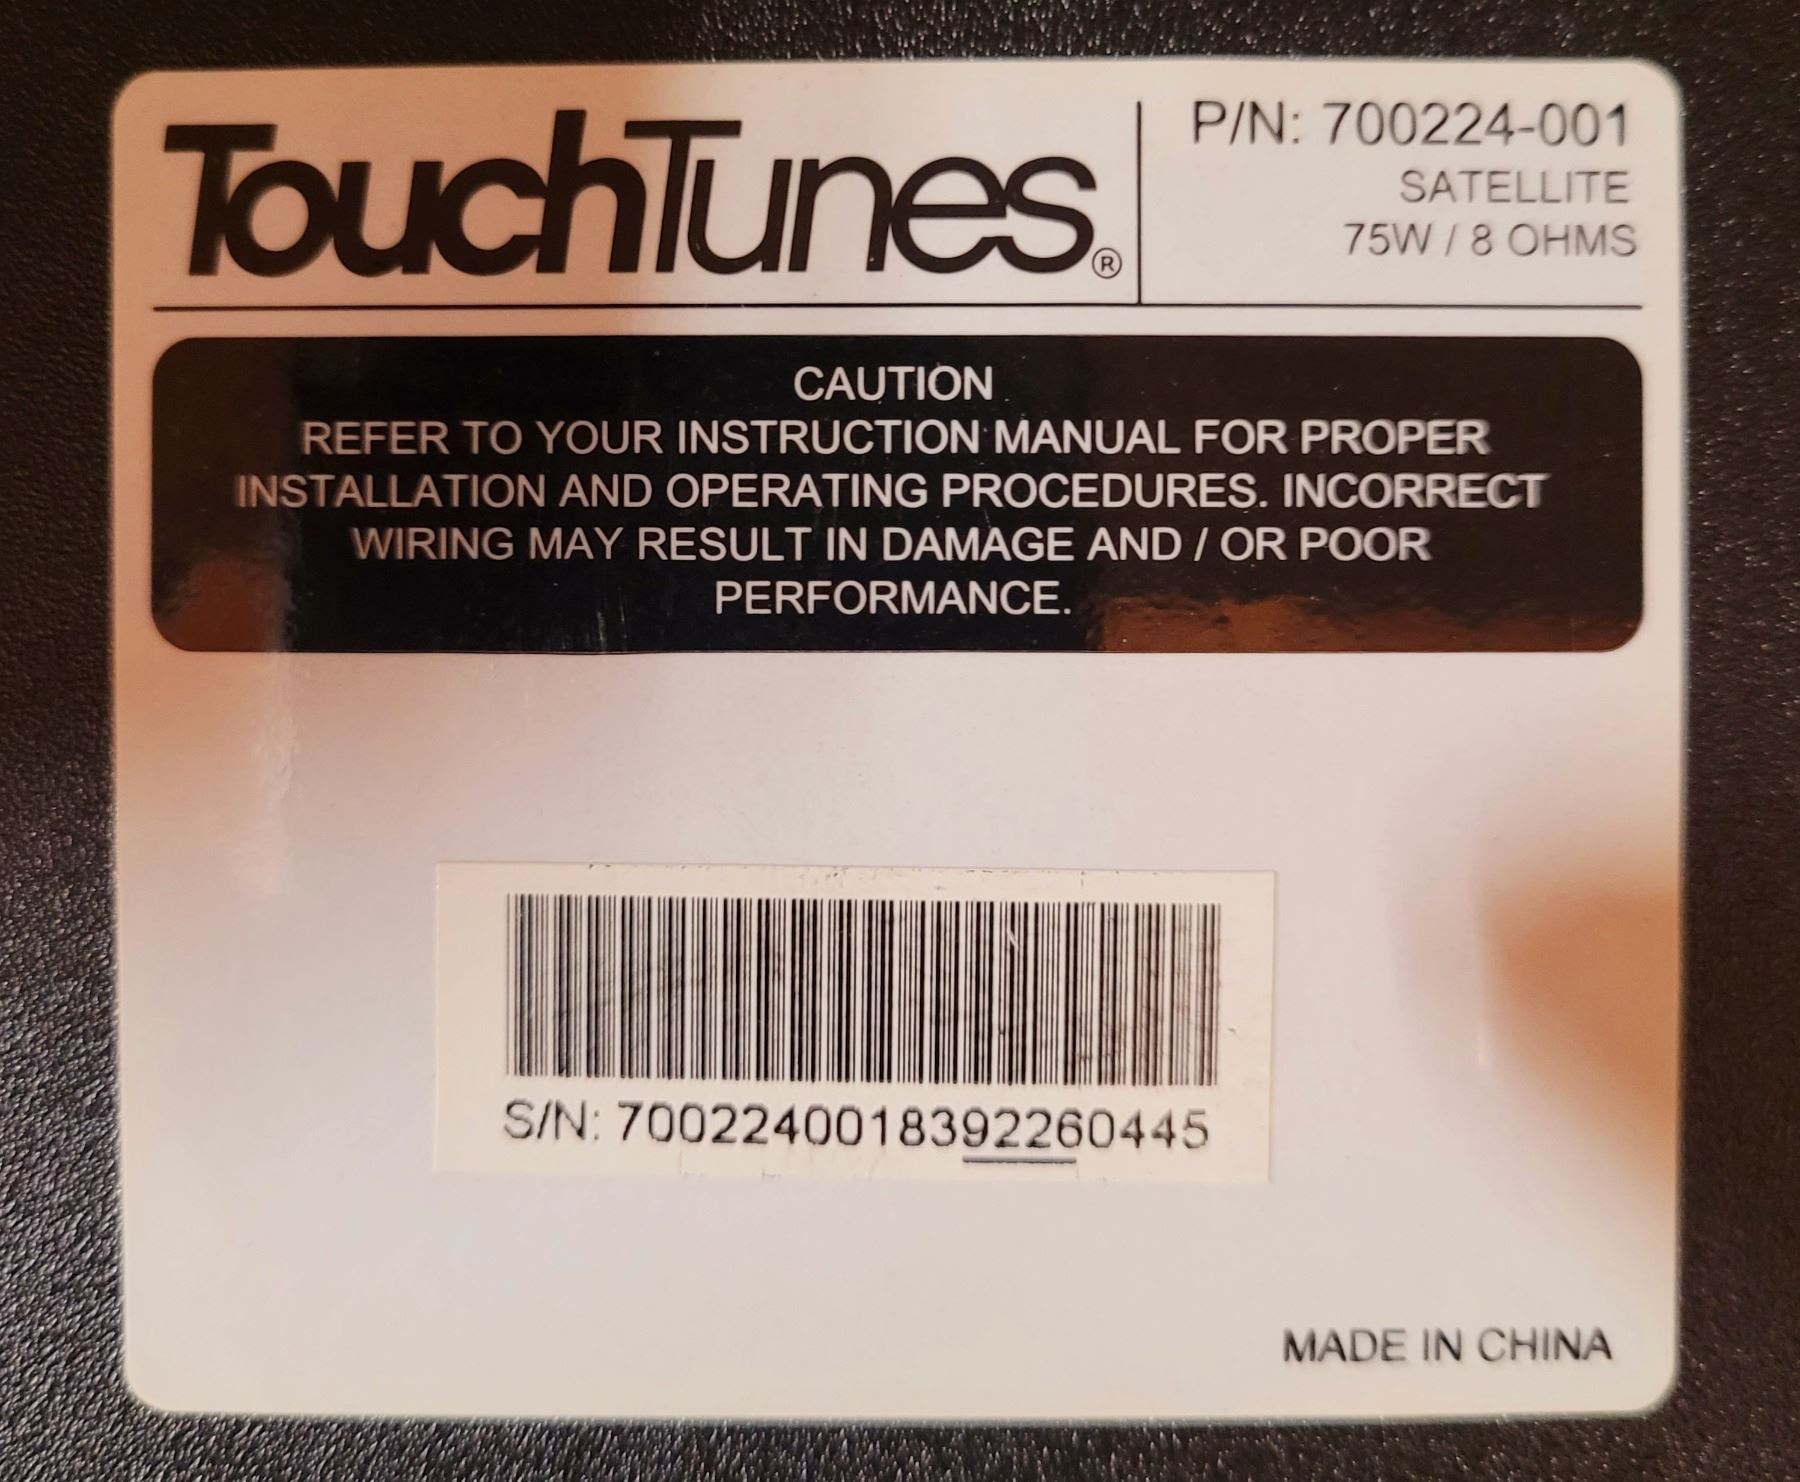 TouchTunes®
P/N: 700224-001
SATELLITE
75W / 8 OHMS
CAUTION
REFER TO YOUR INSTRUCTION MANUAL FOR PROPER
INSTALLATION AND OPERATING PROCEDURES. INCORRECT
WIRING MAY RESULT IN DAMAGE AND / OR POOR
PERFORMANCE.
S/N: 7002240018392260445
MADE IN CHINA